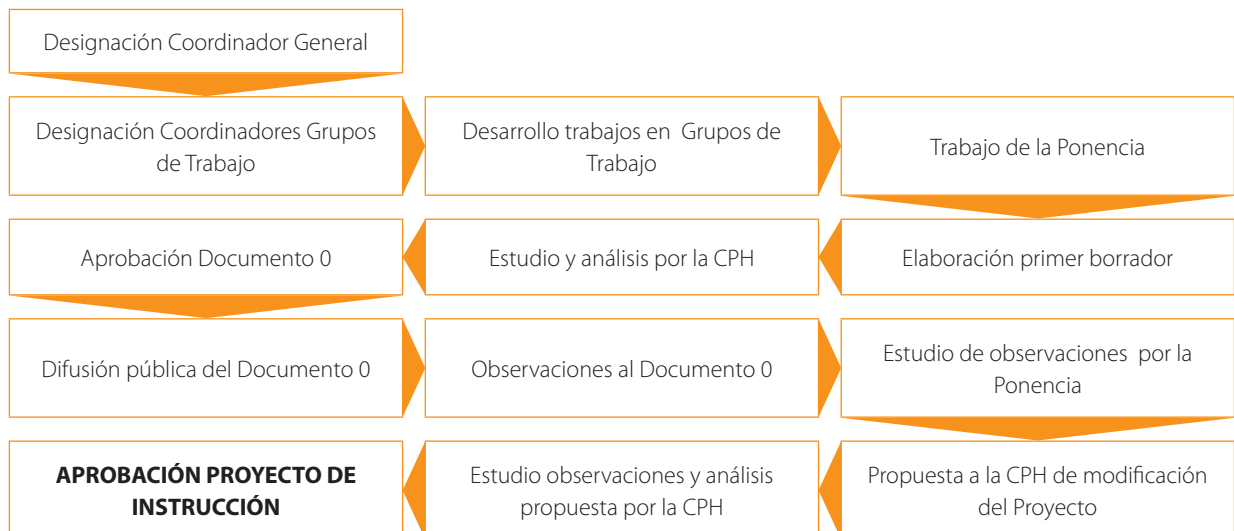 Designación Coordinador General
Designación Coordinadores Grupos
de Trabajo
Desarrollo trabajos en Grupos de
Trabajo
Trabajo de la Ponencia
Elaboración primer borrador
Estudio y análisis por la CPH
Aprobación Documento 0
Difusión pública del Documento 0
Observaciones al Documento 0
Estudio de observaciones por la
Ponencia
Propuesta a la CPH de modificación
del Proyecto
Estudio observaciones y análisis
propuesta por la CPH
APROBACIÓN PROYECTO DE
INSTRUCCIÓN